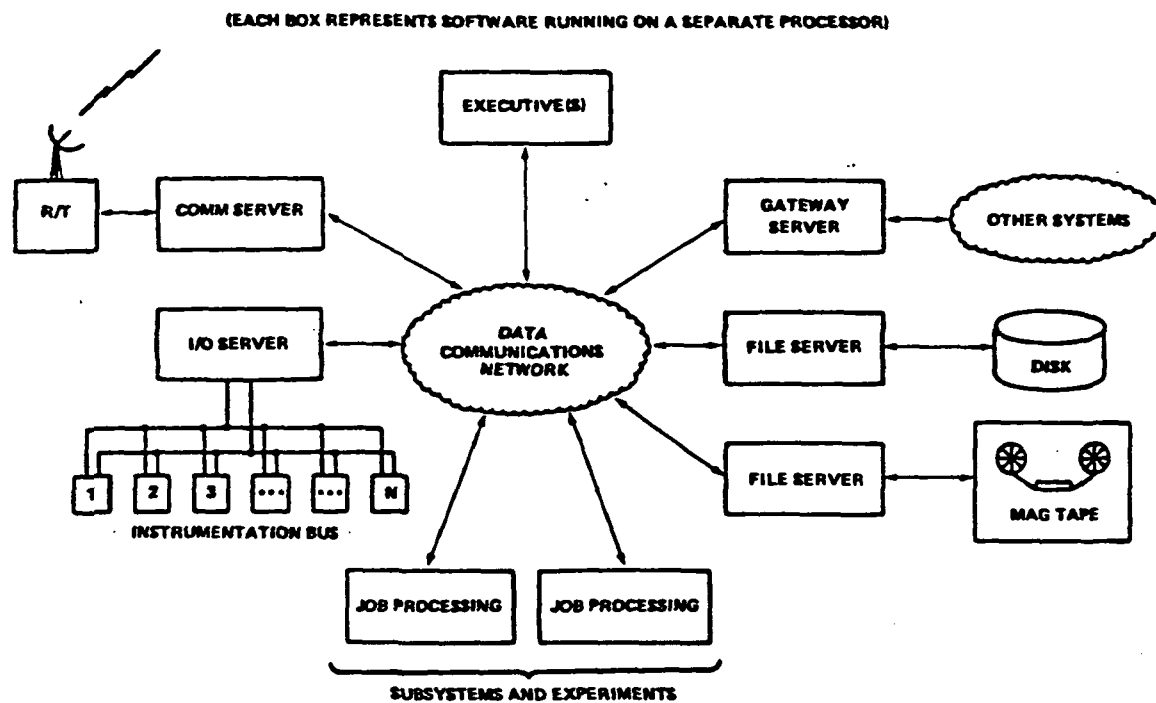 (EACH BOX REPRESENTS SOFTWARE RUNNING ON A SEPARATE PROCESSOR)
EXECUTIVE(S)
R/T
COMM SERVER
GATEWAY
SERVER
OTHER SYSTEMS
I/O SERVER
DATA
COMMUNICATIONS
NETWORK
FILE SERVER
DISK
1 2 3 ••• ••• N
INSTRUMENTATION BUS
FILE SERVER
MAG TAPE
JOB PROCESSING
JOB PROCESSING
SUBSYSTEMS AND EXPERIMENTS